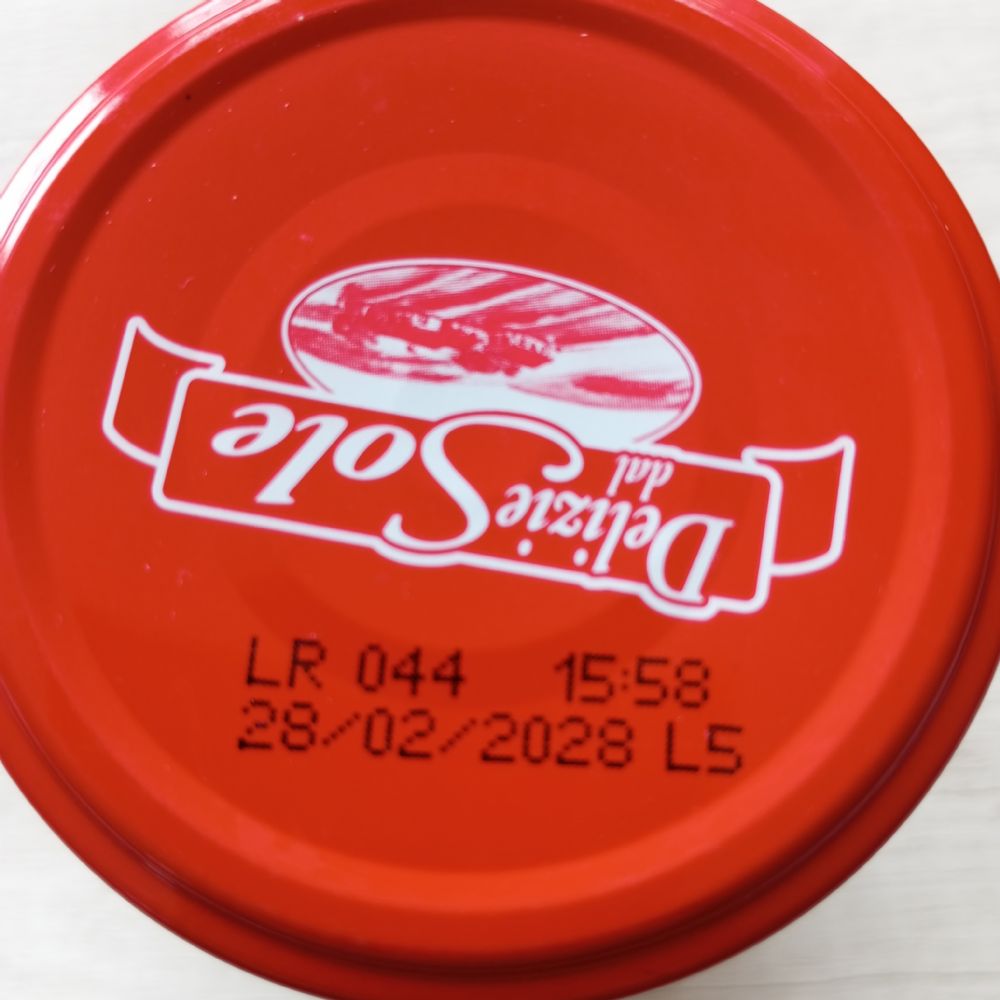 Delizie
dal
Sole
LR 044 15:58
28/02/2028 L5